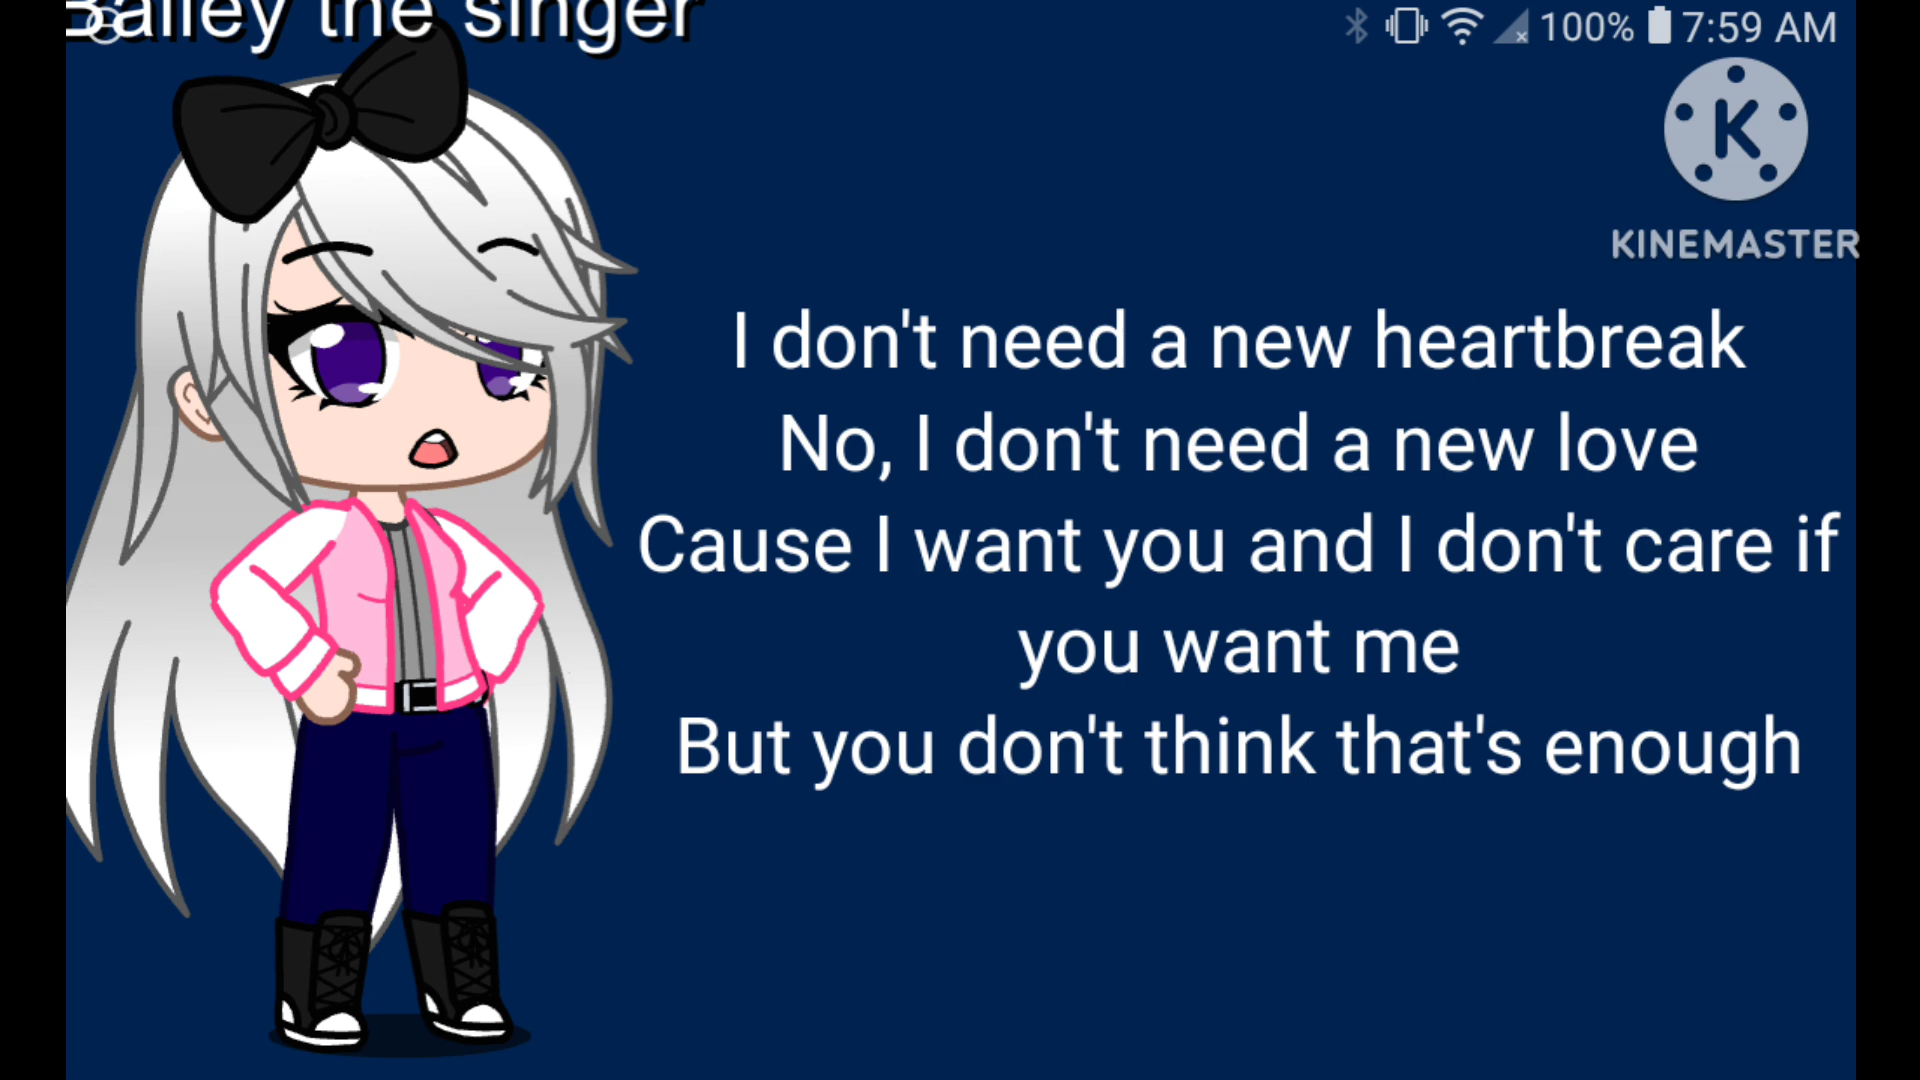 Bailey the singer
100% 7:59 AM
K
KINEMASTER
I don't need a new heartbreak
No, I don't need a new love
Cause I want you and I don't care if
you want me
But you don't think that's enough